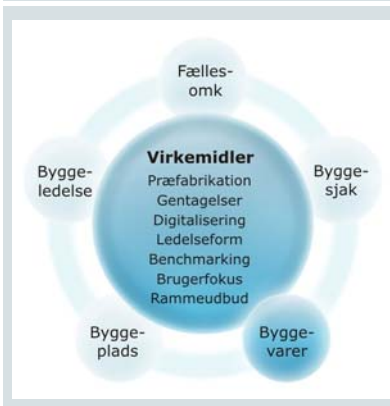 Fælles-
omk
Bygge-
ledelse
Bygge-
sjak
Virkemidler
Præfabrikation
Gentagelser
Digitalisering
Ledelseform
Benchmarking
Brugerfokus
Rammeudbud
Bygge-
plads
Bygge-
varer